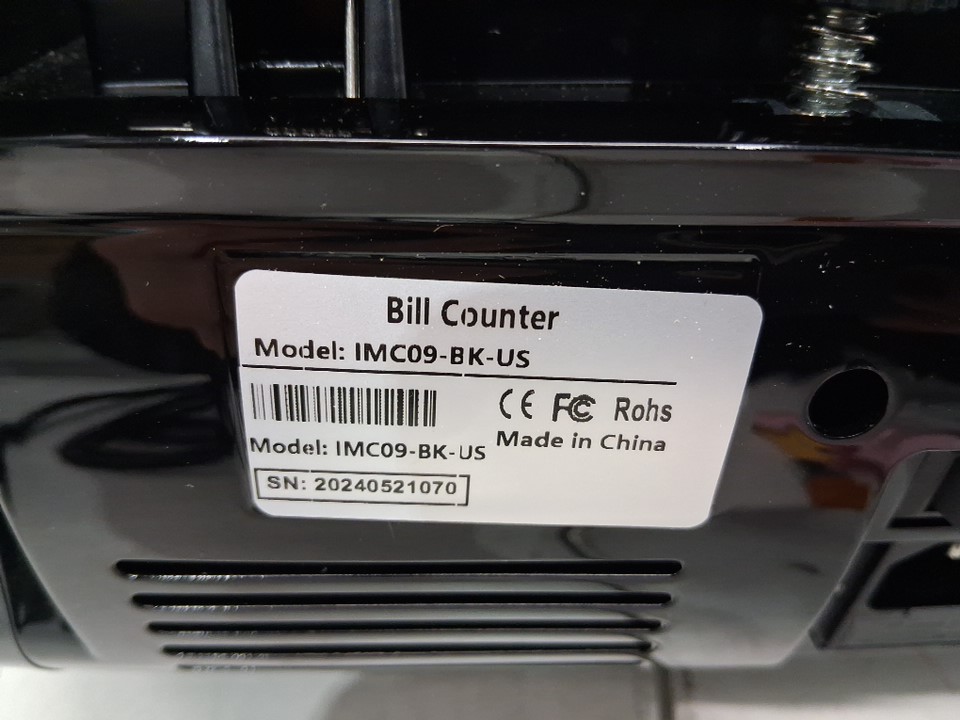 Bill Counter
Model: IMC09-BK-US
CE FC Rohs
Model: IMC09-BK-US
Made in China
SN: 20240521070